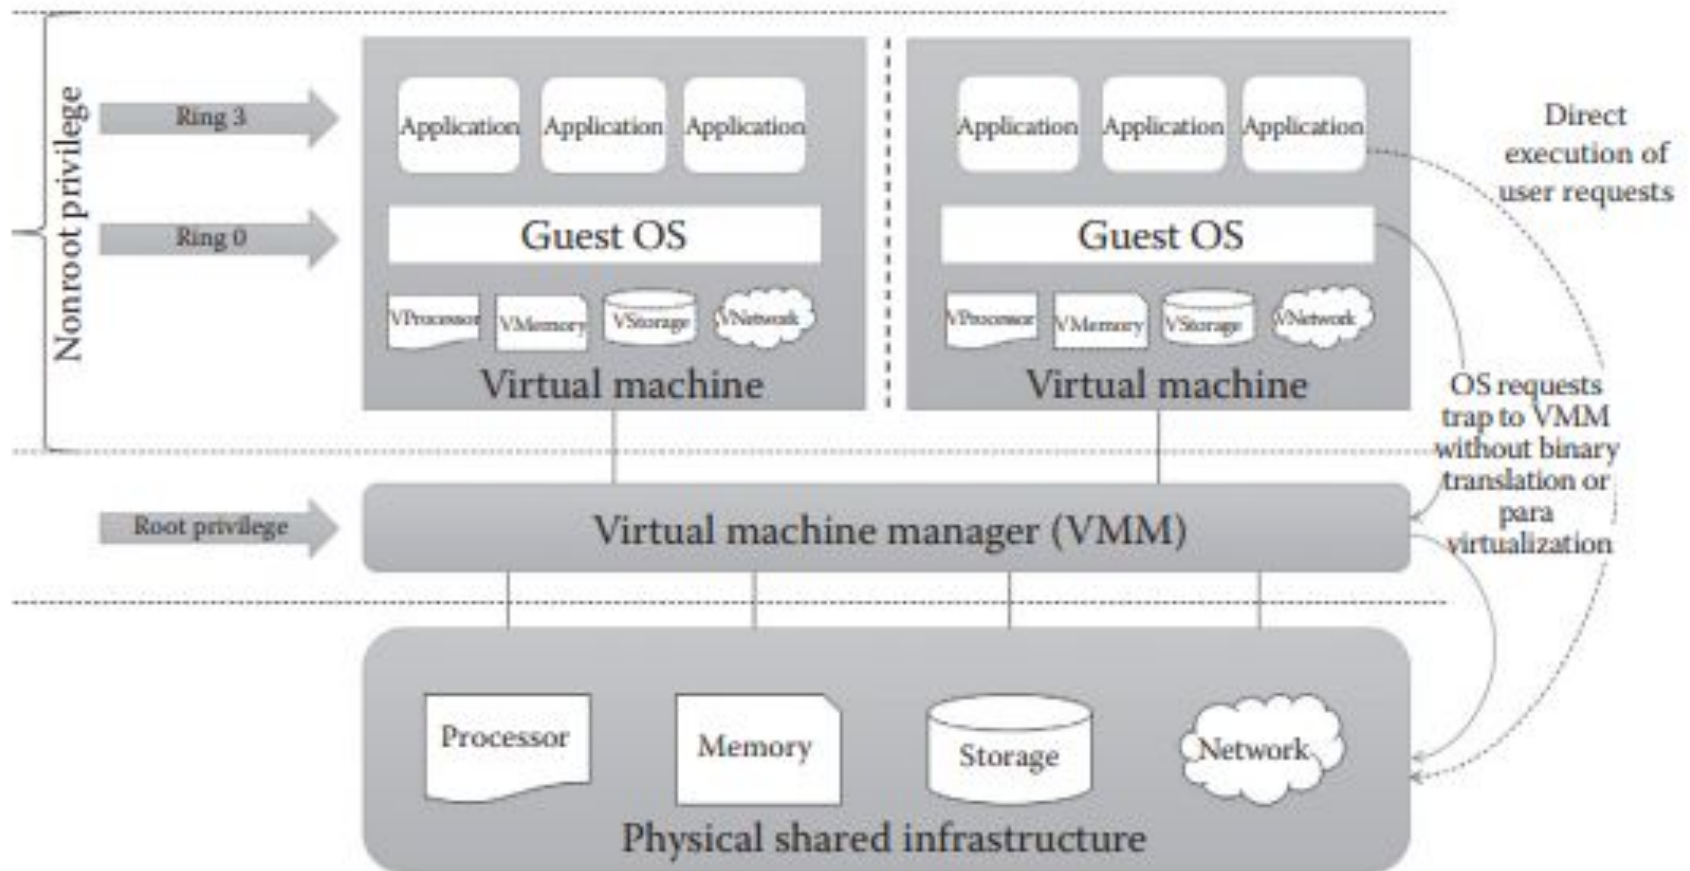 Nonroot privilege
Ring 3
Application
Application
Application
Application
Application
Application
Direct
execution of
user requests
Ring 0
Guest OS
Guest OS
VProcessor
VMemory
VStorage
VNetwork
VProcessor
VMemory
VStorage
VNetwork
Virtual machine
Virtual machine
OS requests
trap to VMM
without binary
translation or
para
virtualization
Root privilege
Virtual machine manager (VMM)
Processor
Memory
Storage
Network
Physical shared infrastructure